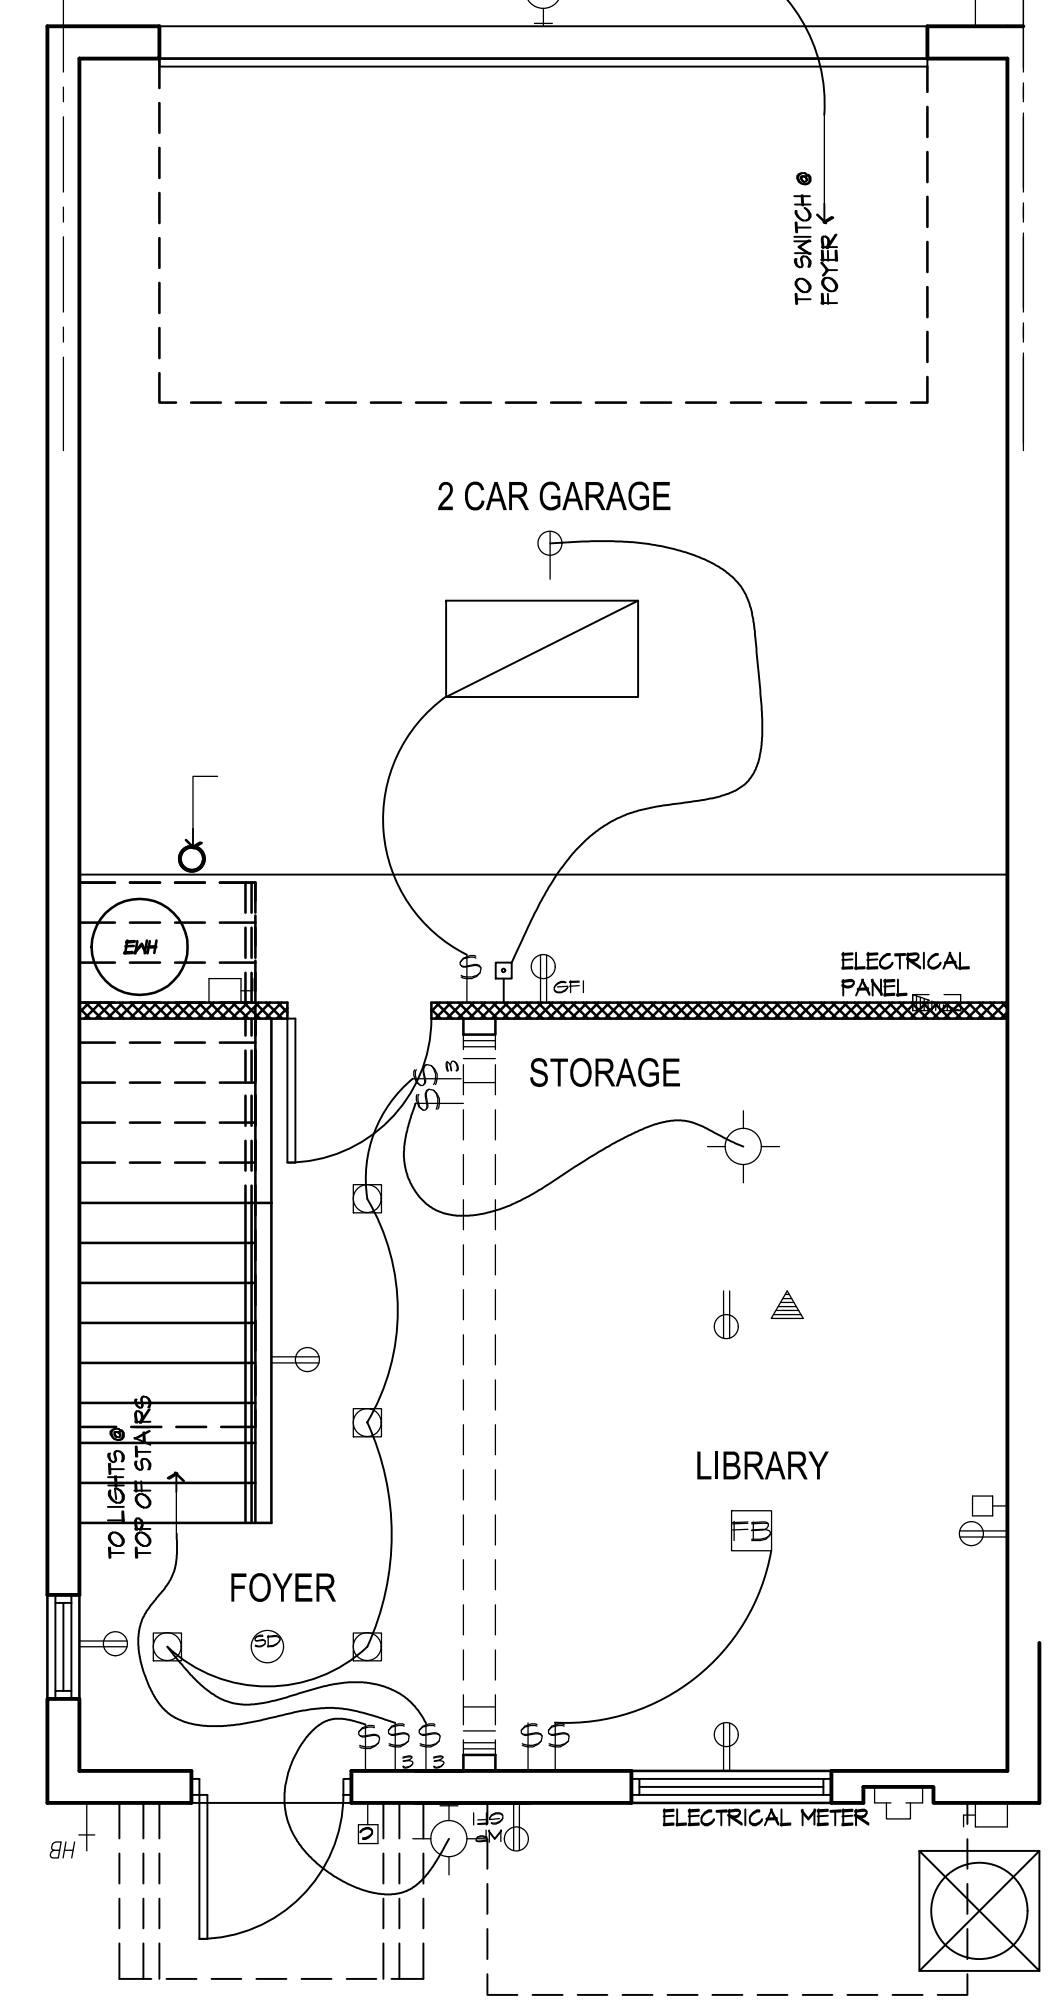 TO SWITCH @
FOYER
2 CAR GARAGE
EWH
$
GFI
ELECTRICAL
PANEL
$ 3
$
STORAGE
LIBRARY
FB
TO LIGHTS @
TOP OF STAIRS
FOYER
SD
$ $ $ $ $
3 3
ELECTRICAL METER
GFI
WP
HB